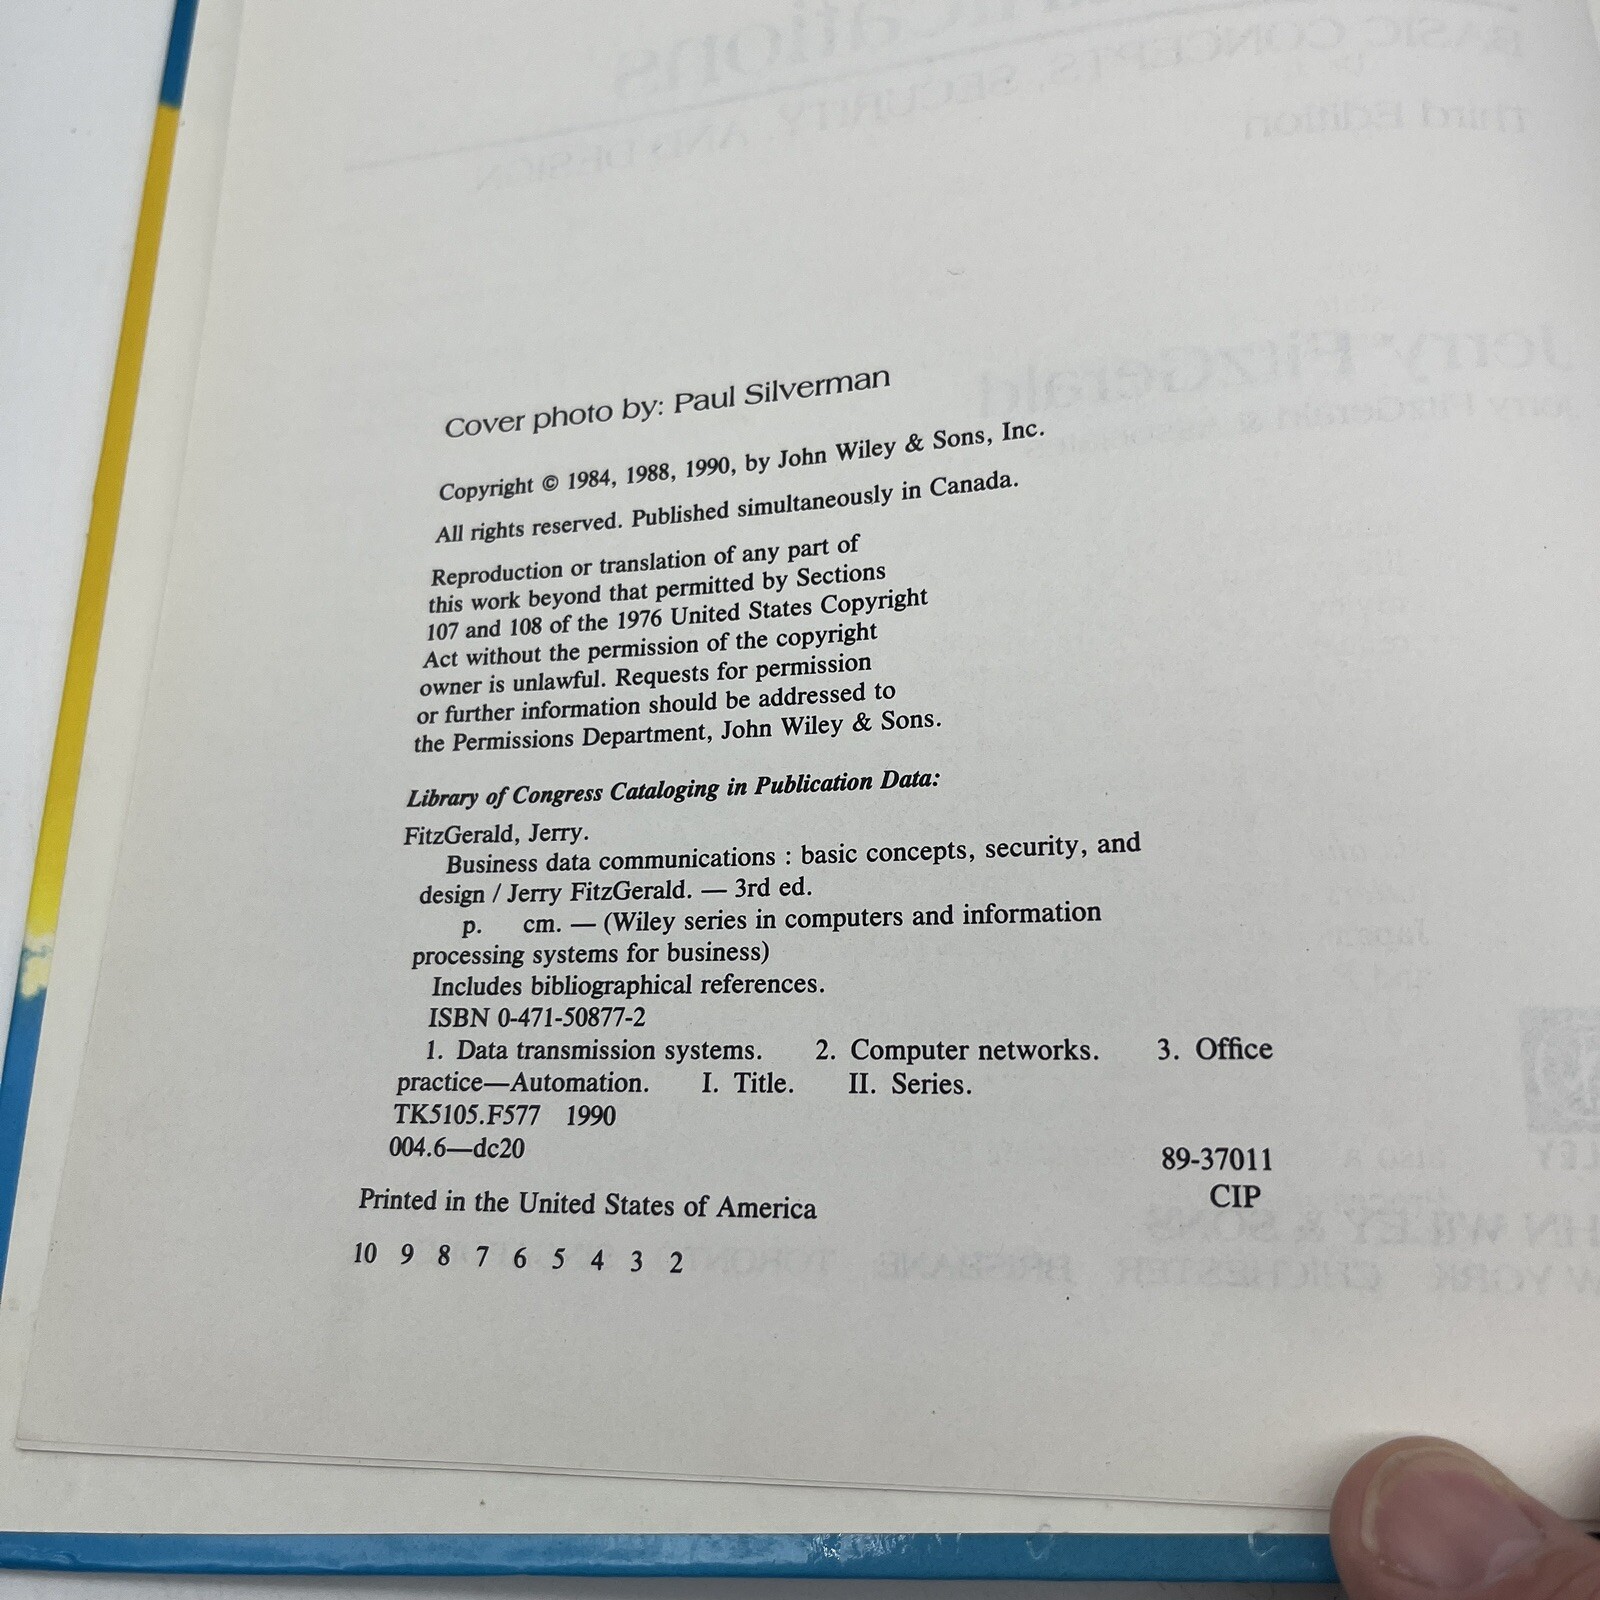 Cover photo by: Paul Silverman
Copyright © 1984, 1988, 1990, by John Wiley & Sons, Inc.
All rights reserved. Published simultaneously in Canada.
Reproduction or translation of any part of
this work beyond that permitted by Sections
107 and 108 of the 1976 United States Copyright
Act without the permission of the copyright
owner is unlawful. Requests for permission
or further information should be addressed to
the Permissions Department, John Wiley & Sons.
Library of Congress Cataloging in Publication Data:
FitzGerald, Jerry.
Business data communications : basic concepts, security, and
design / Jerry FitzGerald. — 3rd ed.
p. cm. — (Wiley series in computers and information
processing systems for business)
Includes bibliographical references.
ISBN 0-471-50877-2
1. Data transmission systems. 2. Computer networks. 3. Office
practice—Automation. I. Title. II. Series.
TK5105.F577 1990
004.6—dc20
89-37011
CIP
Printed in the United States of America
10 9 8 7 6 5 4 3 2